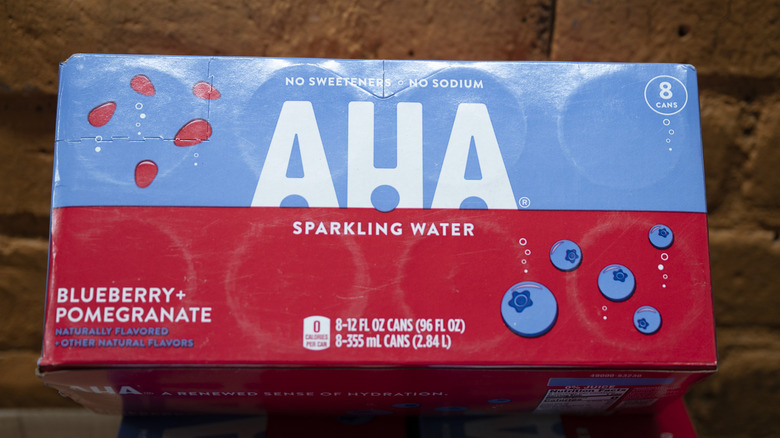 NO SWEETENERS ○ NO SODIUM
8
CANS
AHA®
SPARKLING WATER
BLUEBERRY+
POMEGRANATE
NATURALLY FLAVORED
+ OTHER NATURAL FLAVORS
0
CALORIES
PER CAN
8-12 FL OZ CANS (96 FL OZ)
8-355 mL CANS (2.84 L)
AHA® A RENEWED SENSE OF HYDRATION.
0% JUICE